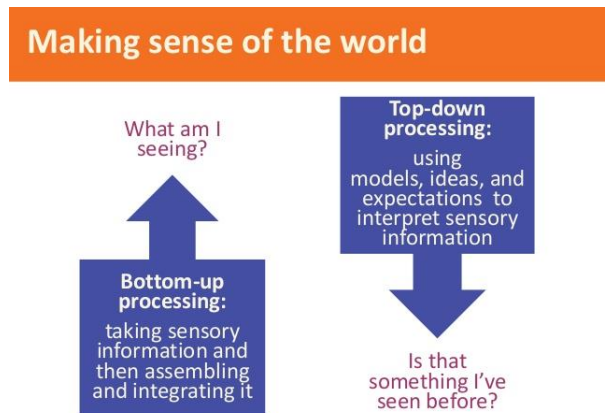 Making sense of the world
What am I
seeing?
Bottom-up
processing:
taking sensory
information and
then assembling
and integrating it
Top-down
processing:
using
models, ideas, and
expectations to
interpret sensory
information
Is that
something I've
seen before?